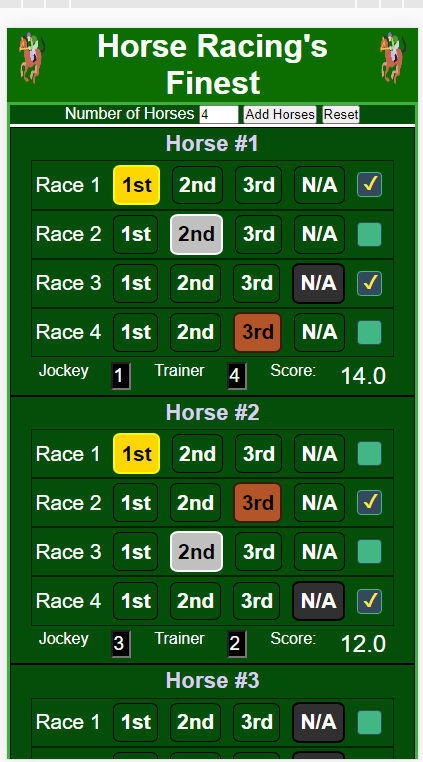 Horse Racing's
Finest
Number of Horses 4 Add Horses Reset
Horse #1
Race 1 1st 2nd 3rd N/A ✓
Race 2 1st 2nd 3rd N/A
Race 3 1st 2nd 3rd N/A ✓
Race 4 1st 2nd 3rd N/A
Jockey 1 Trainer 4 Score: 14.0
Horse #2
Race 1 1st 2nd 3rd N/A
Race 2 1st 2nd 3rd N/A ✓
Race 3 1st 2nd 3rd N/A
Race 4 1st 2nd 3rd N/A ✓
Jockey 3 Trainer 2 Score: 12.0
Horse #3
Race 1 1st 2nd 3rd N/A